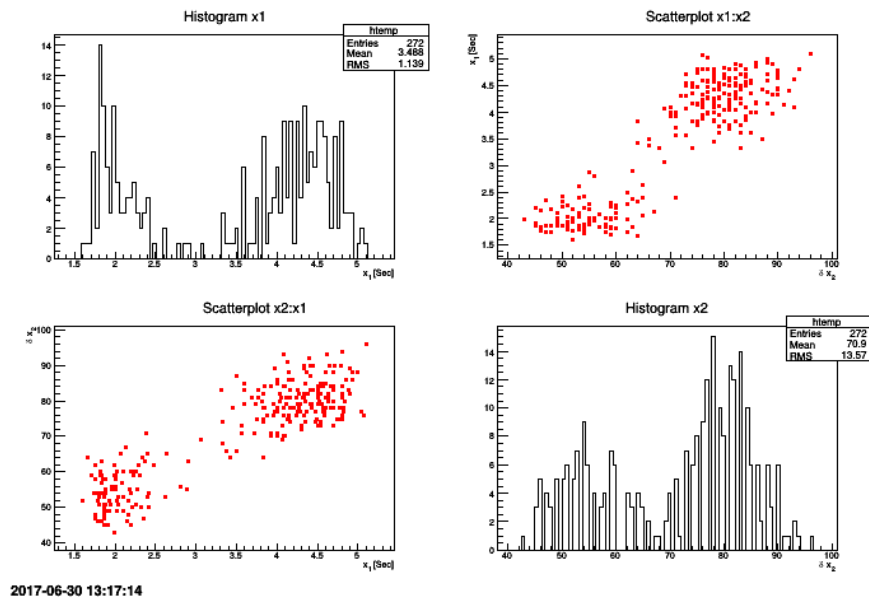 Histogram x1
htemp
Entries 272
Mean 3.488
RMS 1.139
14
12
10
8
6
4
2
0
1.5 2 2.5 3 3.5 4 4.5 5
x1 [Sec]
Scatterplot x1:x2
x1 [Sec]
5
4.5
4
3.5
3
2.5
2
1.5
40 50 60 70 80 90 100
δ x2
Scatterplot x2:x1
δ x2
100
90
80
70
60
50
40
1.5 2 2.5 3 3.5 4 4.5 5
x1 [Sec]
Histogram x2
htemp
Entries 272
Mean 70.9
RMS 13.57
14
12
10
8
6
4
2
0
40 50 60 70 80 90 100
δ x2
2017-06-30 13:17:14